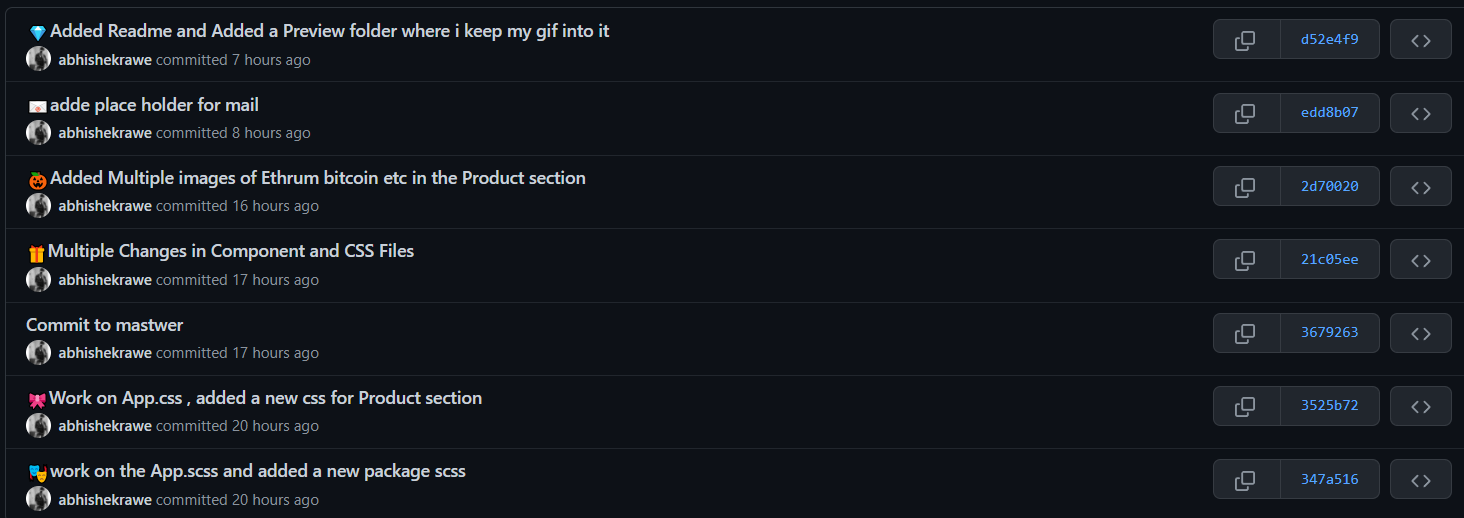 💎Added Readme and Added a Preview folder where i keep my gif into it
abhishekrawe committed 7 hours ago
d52e4f9
💌adde place holder for mail
abhishekrawe committed 8 hours ago
edd8b07
🎃Added Multiple images of Ethrum bitcoin etc in the Product section
abhishekrawe committed 16 hours ago
2d70020
🎁Multiple Changes in Component and CSS Files
abhishekrawe committed 17 hours ago
21c05ee
Commit to mastwer
abhishekrawe committed 17 hours ago
3679263
🎀Work on App.css , added a new css for Product section
abhishekrawe committed 20 hours ago
3525b72
🎭work on the App.scss and added a new package scss
abhishekrawe committed 20 hours ago
347a516